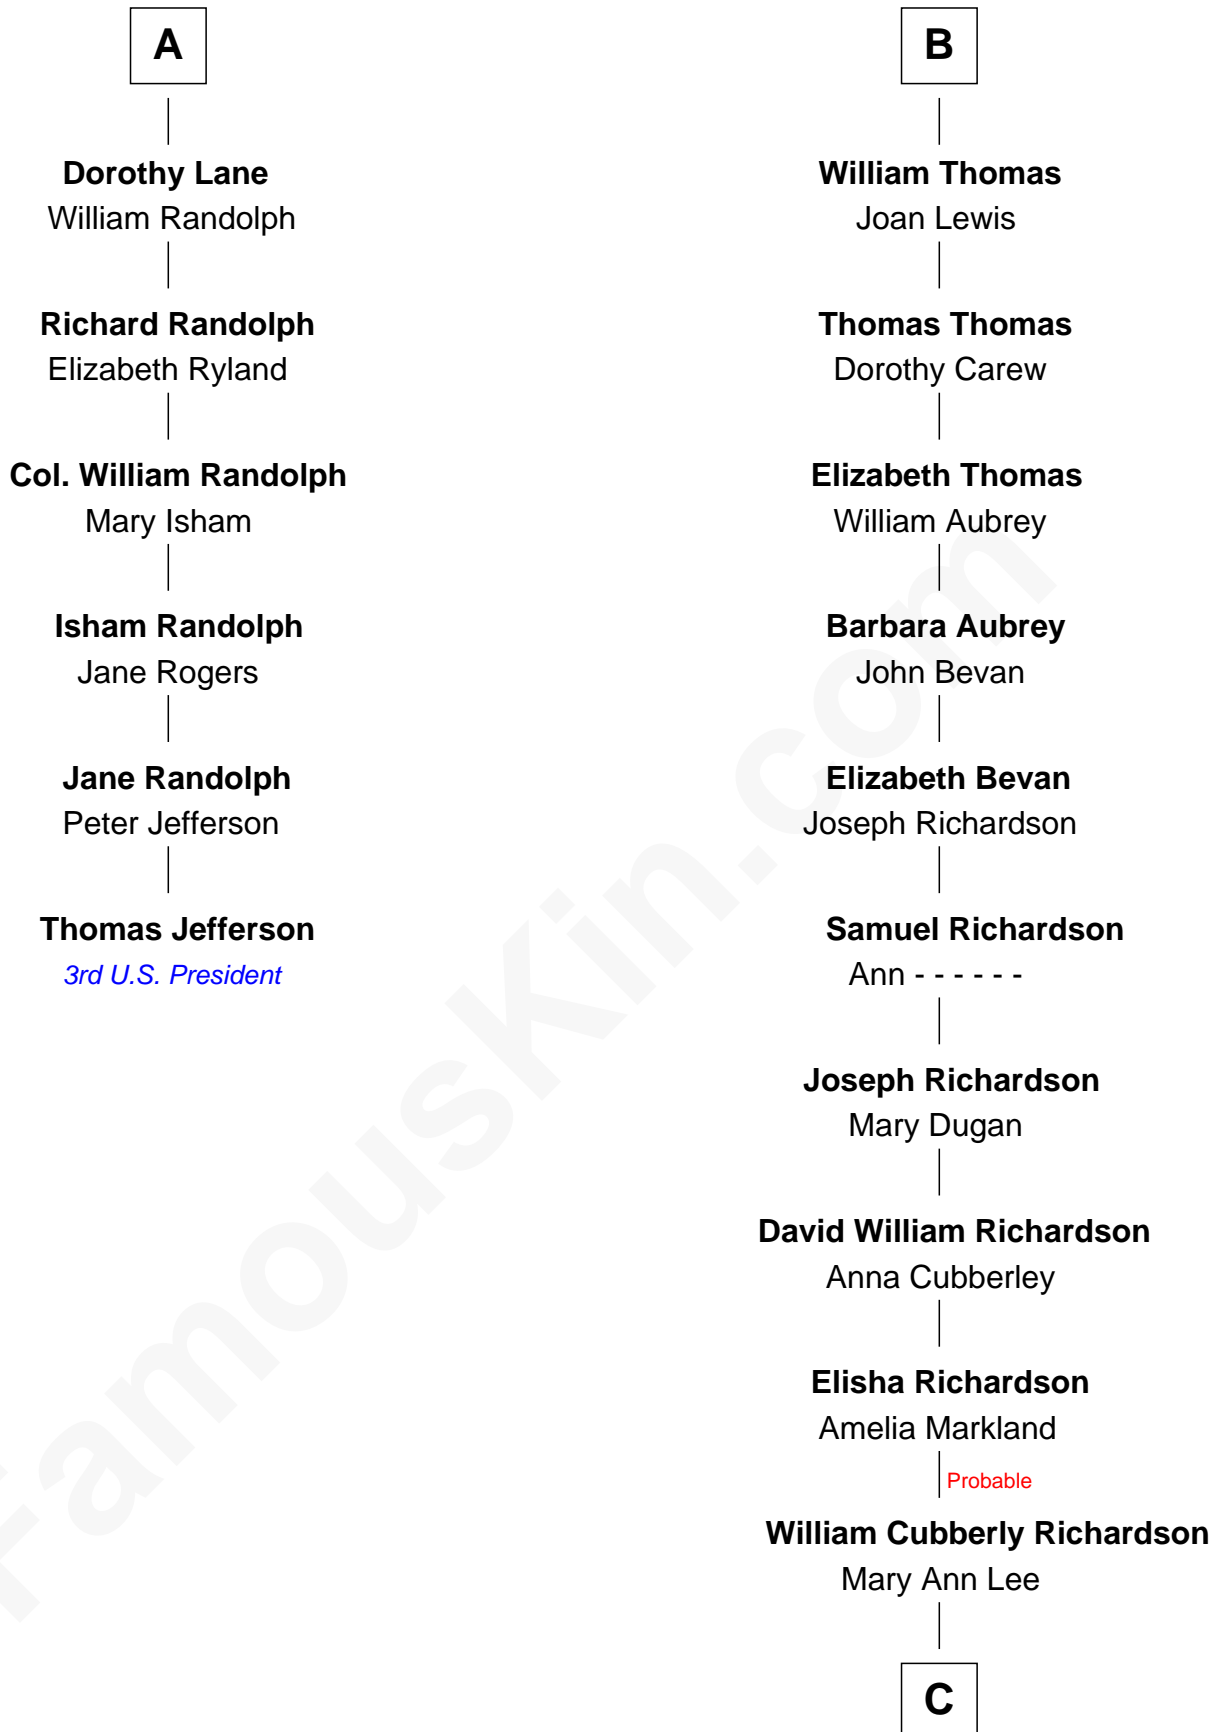 A
Dorothy Lane
William Randolph
Richard Randolph
Elizabeth Ryland
Col. William Randolph
Mary Isham
Isham Randolph
Jane Rogers
Jane Randolph
Peter Jefferson
Thomas Jefferson
3rd U.S. President
B
William Thomas
Joan Lewis
Thomas Thomas
Dorothy Carew
Elizabeth Thomas
William Aubrey
Barbara Aubrey
John Bevan
Elizabeth Bevan
Joseph Richardson
Samuel Richardson
Ann - - - - - -
Joseph Richardson
Mary Dugan
David William Richardson
Anna Cubberley
Elisha Richardson
Amelia Markland
Probable
William Cubberly Richardson
Mary Ann Lee
C
FamousKin.com